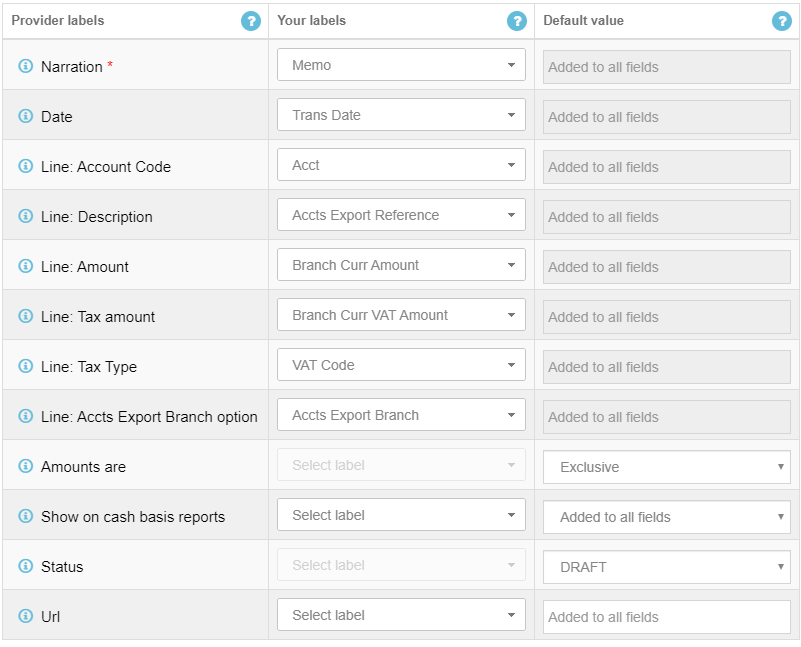 Provider labels ? Your labels ? Default value ?
Narration * Memo Added to all fields
Date Trans Date Added to all fields
Line: Account Code Acct Added to all fields
Line: Description Accts Export Reference Added to all fields
Line: Amount Branch Curr Amount Added to all fields
Line: Tax amount Branch Curr VAT Amount Added to all fields
Line: Tax Type VAT Code Added to all fields
Line: Accts Export Branch option Accts Export Branch Added to all fields
Amounts are Select label Exclusive
Show on cash basis reports Select label Added to all fields
Status Select label DRAFT
Url Select label Added to all fields